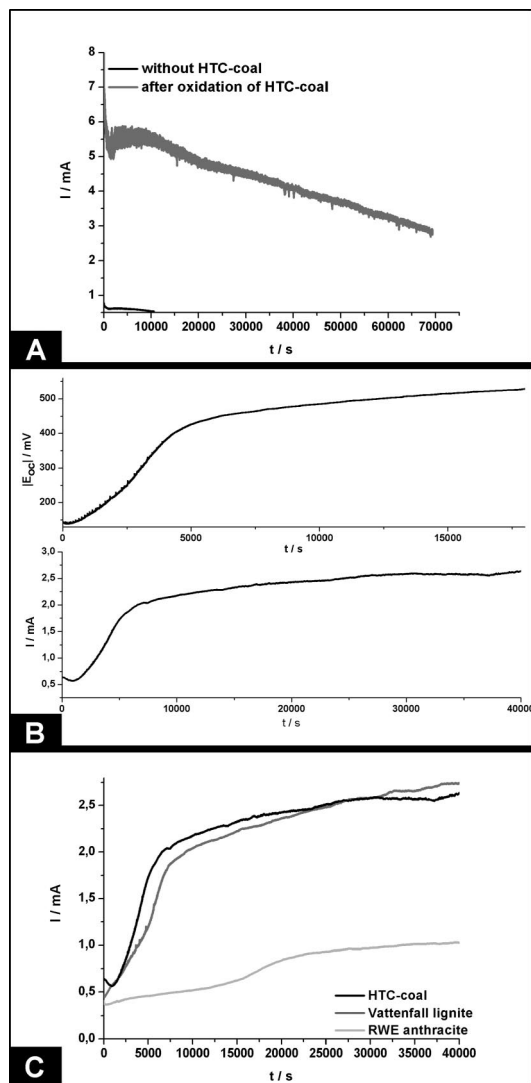 8
7
6
5
4
3
2
1
I / mA
without HTC-coal
after oxidation of HTC-coal
0 10000 20000 30000 40000 50000 60000 70000
t / s
A
500
400
300
200
|E_OC| / mV
0 5000 10000 15000
t / s
3,0
2,5
2,0
1,5
1,0
0,5
I / mA
0 10000 20000 30000 40000
t / s
B
2,5
2,0
1,5
1,0
0,5
0,0
I / mA
HTC-coal
Vattenfall lignite
RWE anthracite
0 5000 10000 15000 20000 25000 30000 35000 40000
t / s
C